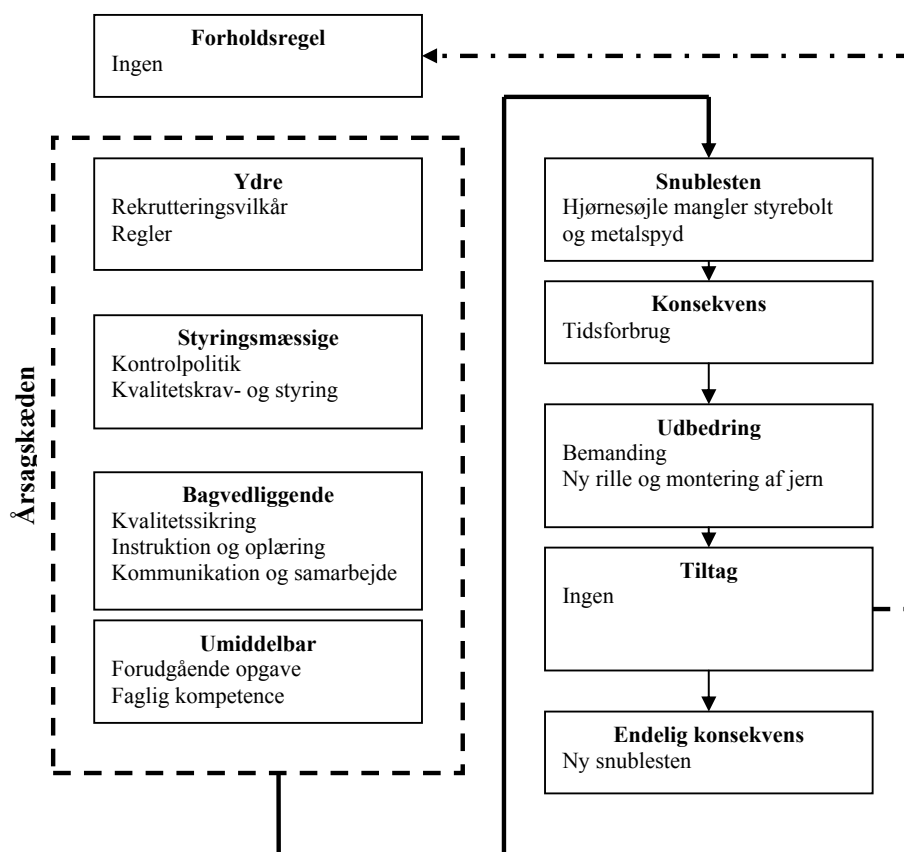 Forholdsregel
Ingen
Årsagskæden
Ydre
Rekrutteringsvilkår
Regler
Styringsmæssige
Kontrolpolitik
Kvalitetskrav- og styring
Bagvedliggende
Kvalitetssikring
Instruktion og oplæring
Kommunikation og samarbejde
Umiddelbar
Forudgående opgave
Faglig kompetence
Snublesten
Hjørnesøjle mangler styrebolt
og metalspyd
Konsekvens
Tidsforbrug
Udbedring
Bemanding
Ny rille og montering af jern
Tiltag
Ingen
Endelig konsekvens
Ny snublesten